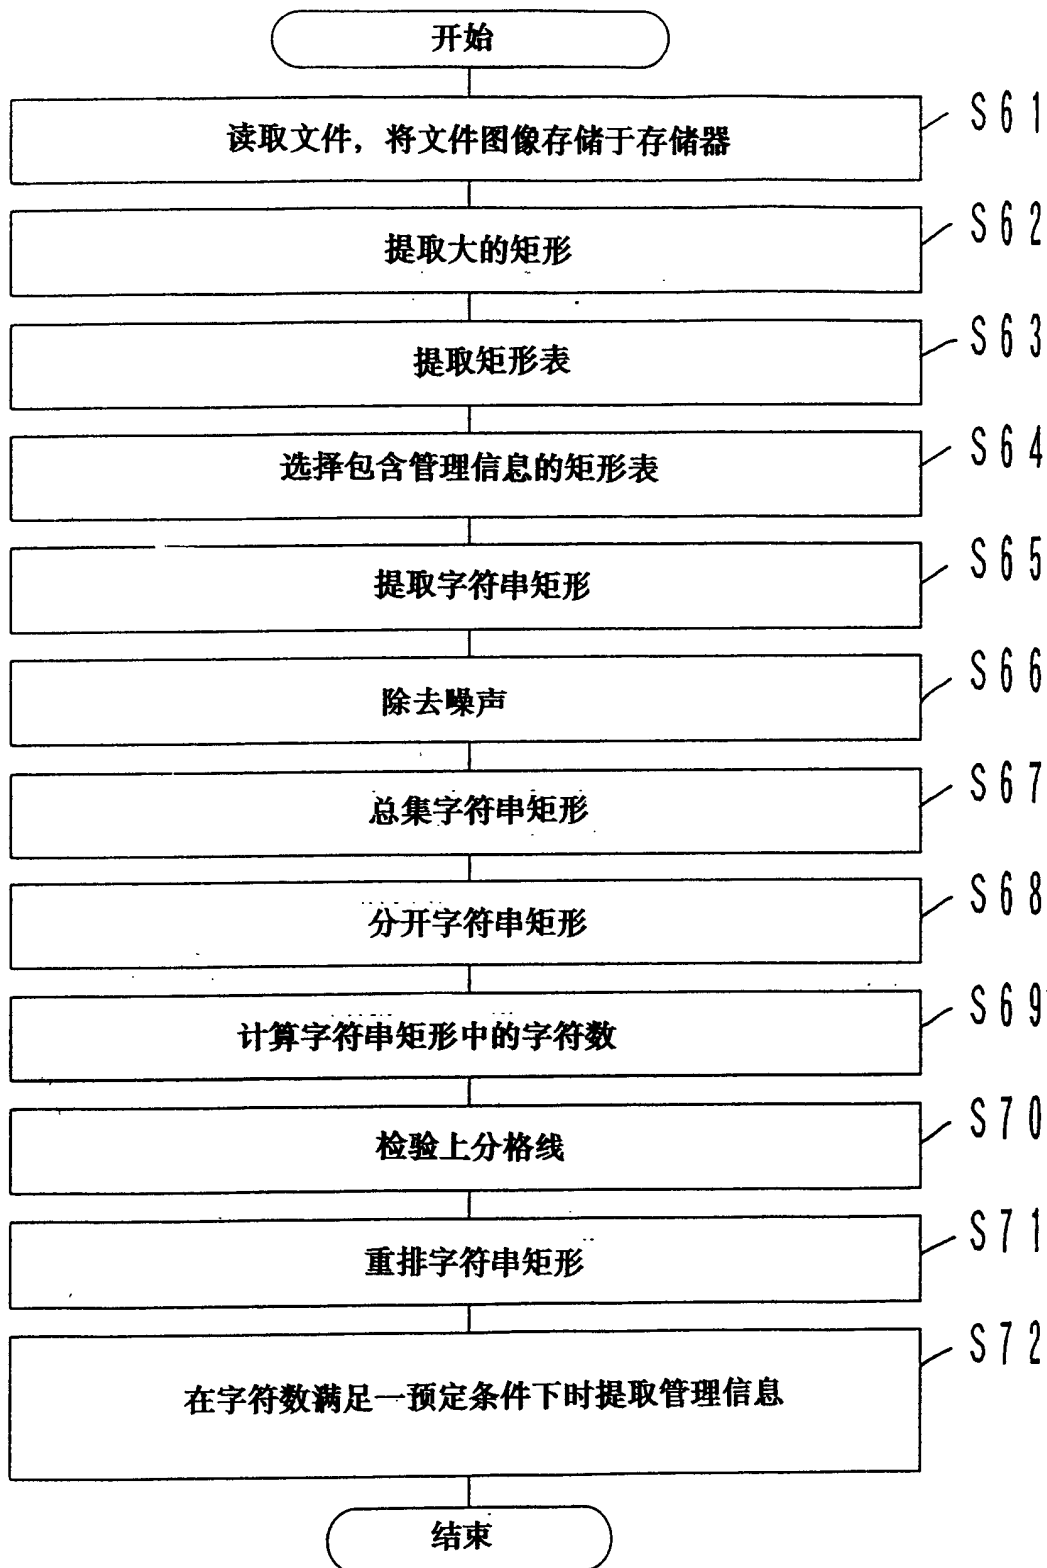 开始
读取文件，将文件图像存储于存储器
S61
提取大的矩形
S62
提取矩形表
S63
选择包含管理信息的矩形表
S64
提取字符串矩形
S65
除去噪声
S66
总集字符串矩形
S67
分开字符串矩形
S68
计算字符串矩形中的字符数
S69
检验上分格线
S70
重排字符串矩形
S71
在字符数满足一预定条件下时提取管理信息
S72
结束